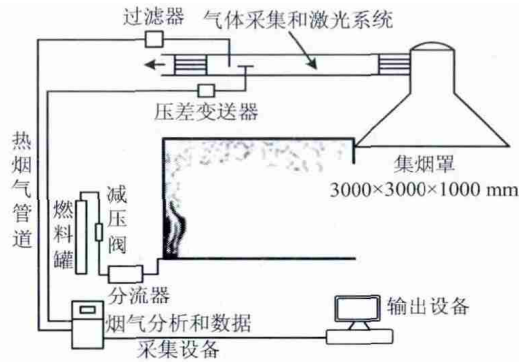 过滤器
气体采集和激光系统
压差变送器
热烟气管道
集烟罩
3000×3000×1000 mm
减压阀
燃料罐
分流器
输出设备
烟气分析和数据
采集设备